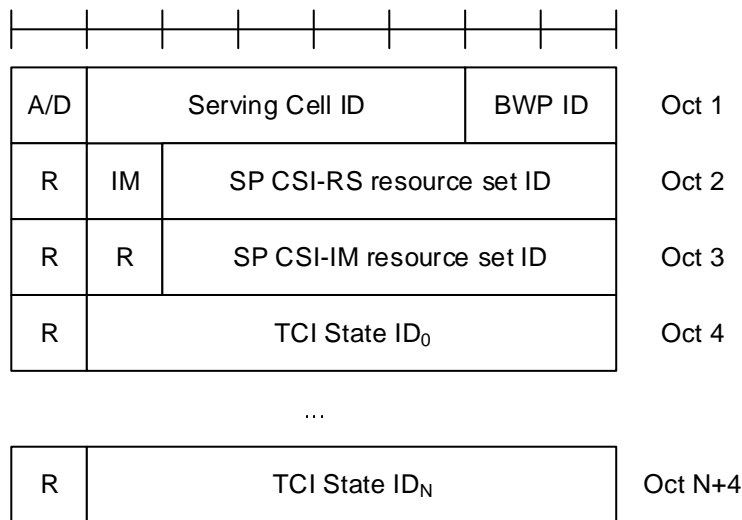 A/D Serving Cell ID BWP ID Oct 1
R IM SP CSI-RS resource set ID Oct 2
R R SP CSI-IM resource set ID Oct 3
R TCI State ID₀ Oct 4
...
R TCI State IDN Oct N+4